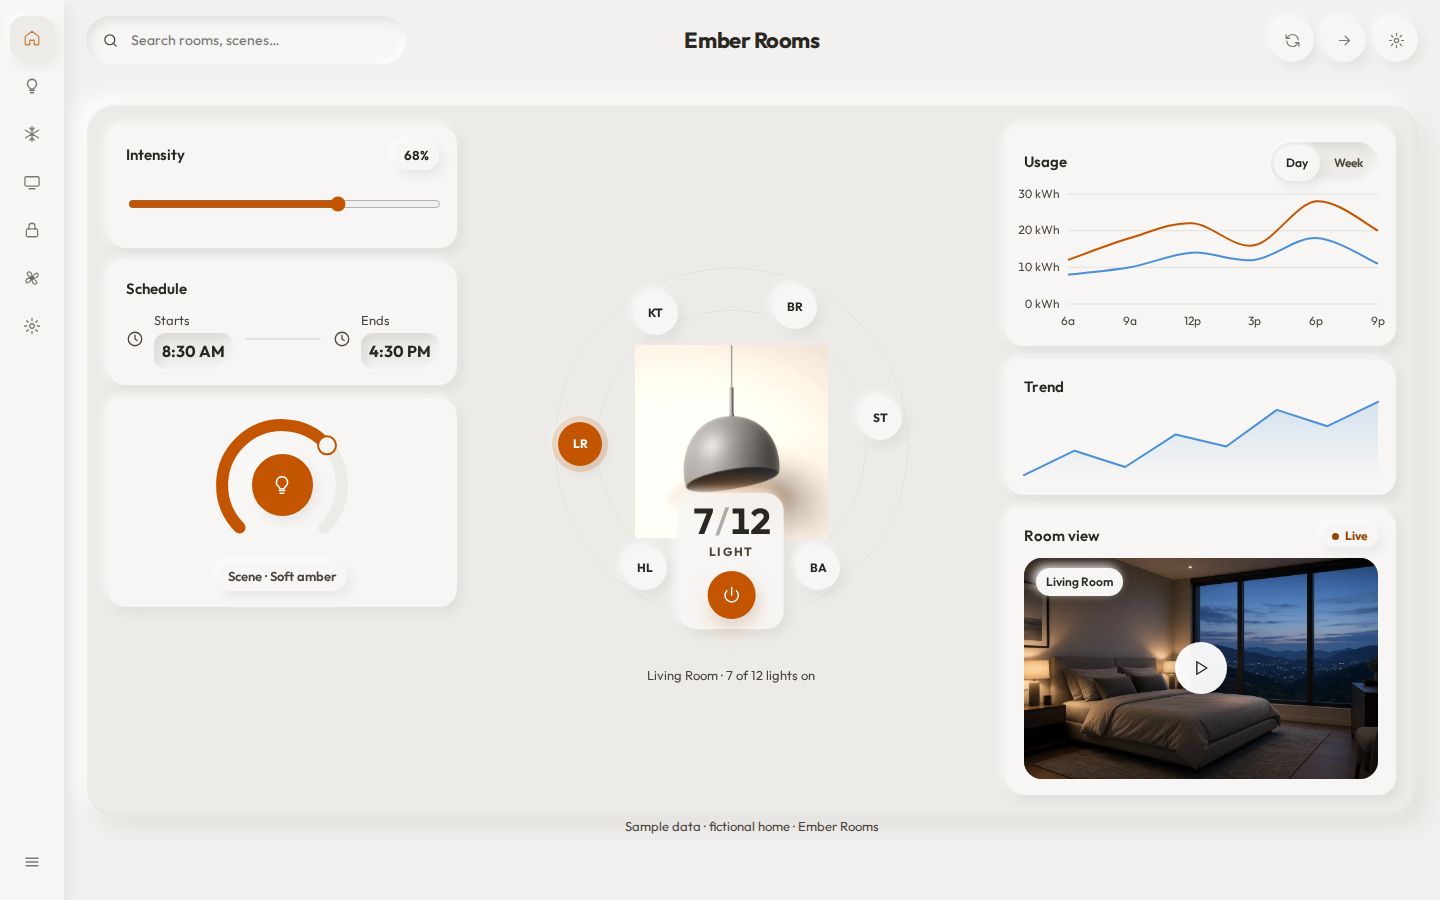 Search rooms, scenes...
Ember Rooms
Intensity
68%
Schedule
Starts
8:30 AM
Ends
4:30 PM
Scene · Soft amber
KT
BR
LR
ST
HL
BA
7/12
LIGHT
Living Room · 7 of 12 lights on
Usage
Day
Week
30 kWh
20 kWh
10 kWh
0 kWh
6a 9a 12p 3p 6p 9p
Trend
Room view
Live
Living Room
Sample data · fictional home · Ember Rooms